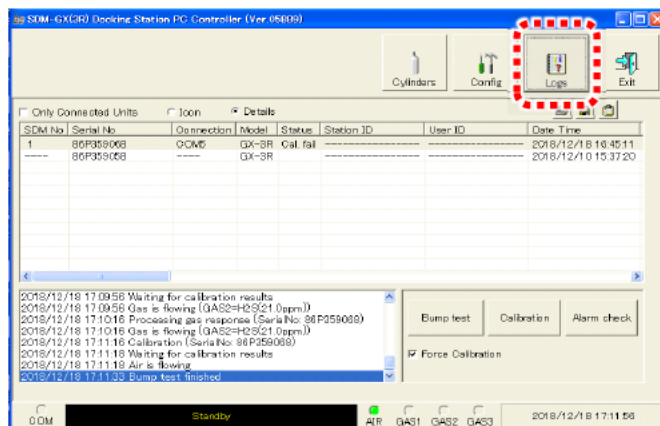 SDM-GX(3R) Docking Station PC Controller (Ver.05899)
Cylinders Config Logs Exit
Only Connected Units Icon Details
SDM No Serial No Connection Model Status Station ID User ID Date Time
1 86P359068 COM5 GX-3R Cal. fail ---------------- ---------------- 2018/12/18 16:45:11
---- 86P359058 ---- GX-3R ---------------- ---------------- 2018/12/10 15:37:20
2018/12/18 17:09:56 Waiting for calibration results
2018/12/18 17:09:56 Gas is flowing (GAS2=H2S(21.0ppm))
2018/12/18 17:10:16 Processing gas response (Serial No: 86P359068)
2018/12/18 17:10:16 Gas is flowing (GAS2=H2S(21.0ppm))
2018/12/18 17:11:16 Calibration (Serial No: 86P359068)
2018/12/18 17:11:18 Waiting for calibration results
2018/12/18 17:11:18 Air is flowing
2018/12/18 17:11:33 Bump test finished
Bump test Calibration Alarm check
Force Calibration
COM Standby AIR GAS1 GAS2 GAS3 2018/12/18 17:11:56